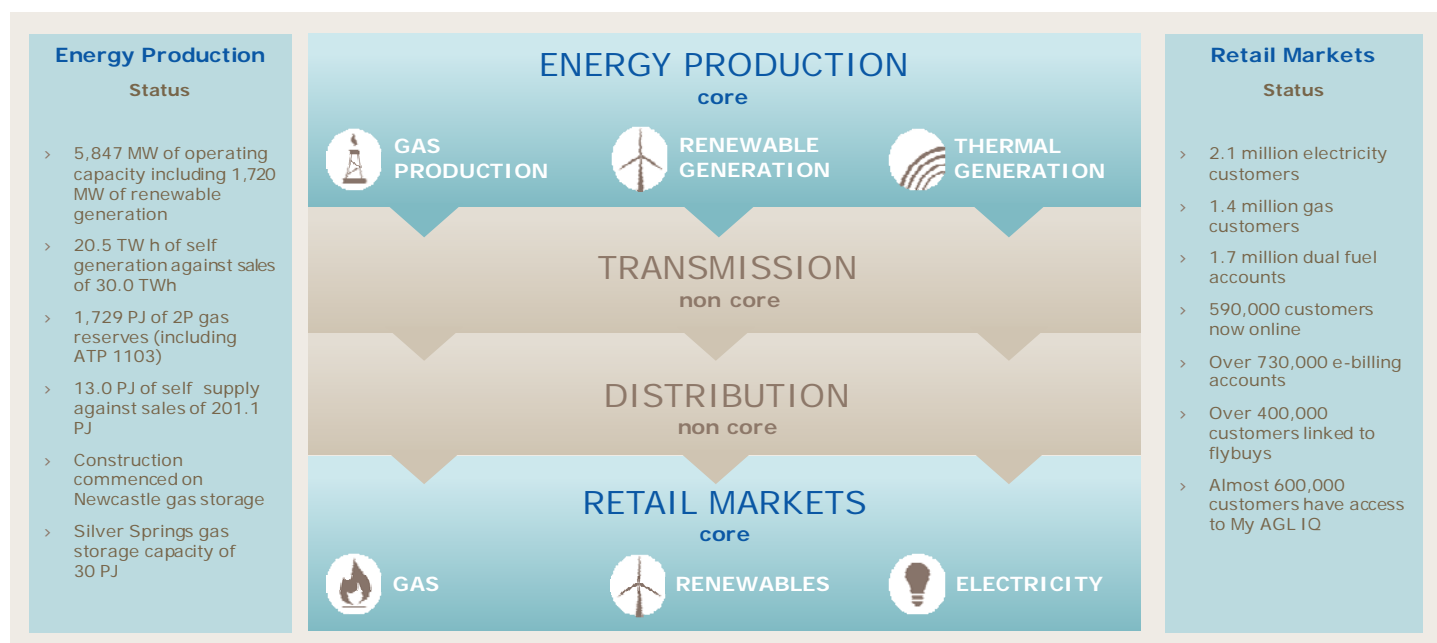 Energy Production
Status
› 5,847 MW of operating
capacity including 1,720
MW of renewable
generation
› 20.5 TW h of self
generation against sales
of 30.0 TWh
› 1,729 PJ of 2P gas
reserves (including
ATP 1103)
› 13.0 PJ of self supply
against sales of 201.1
PJ
› Construction
commenced on
Newcastle gas storage
› Silver Springs gas
storage capacity of
30 PJ
ENERGY PRODUCTION
core
GAS
PRODUCTION
RENEWABLE
GENERATION
THERMAL
GENERATION
TRANSMISSION
non core
DISTRIBUTION
non core
RETAIL MARKETS
core
GAS
RENEWABLES
ELECTRICITY
Retail Markets
Status
› 2.1 million electricity
customers
› 1.4 million gas
customers
› 1.7 million dual fuel
accounts
› 590,000 customers
now online
› Over 730,000 e-billing
accounts
› Over 400,000
customers linked to
flybuys
› Almost 600,000
customers have access
to My AGL IQ